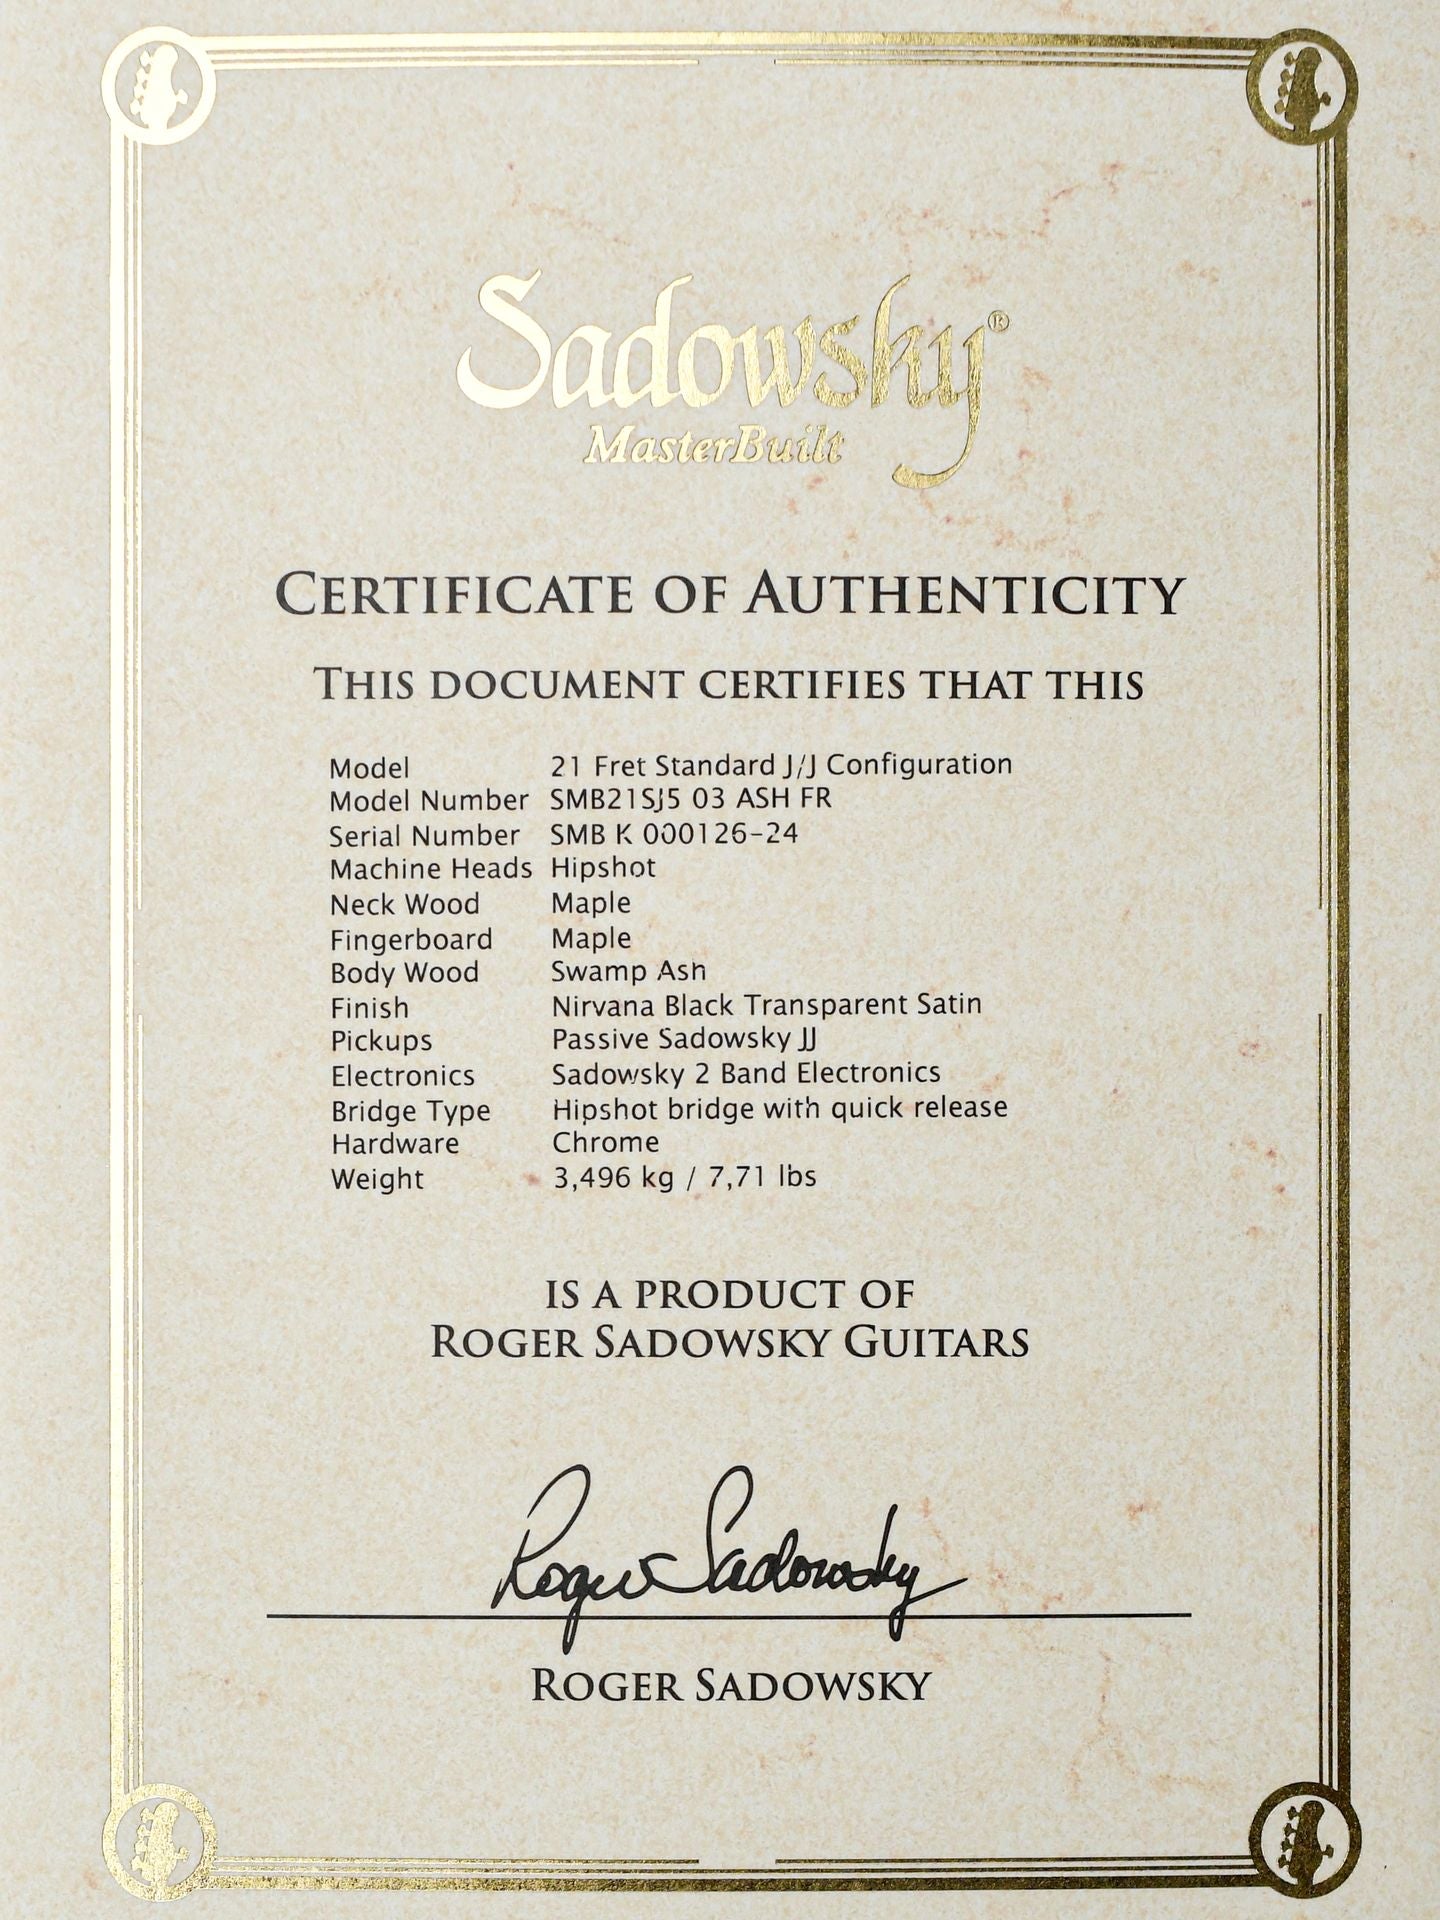 Sadowsky®
MasterBuilt
CERTIFICATE OF AUTHENTICITY
THIS DOCUMENT CERTIFIES THAT THIS
Model 21 Fret Standard J/J Configuration
Model Number SMB21SJ5 03 ASH FR
Serial Number SMB K 000126-24
Machine Heads Hipshot
Neck Wood Maple
Fingerboard Maple
Body Wood Swamp Ash
Finish Nirvana Black Transparent Satin
Pickups Passive Sadowsky JJ
Electronics Sadowsky 2 Band Electronics
Bridge Type Hipshot bridge with quick release
Hardware Chrome
Weight 3,496 kg / 7,71 lbs
IS A PRODUCT OF
ROGER SADOWSKY GUITARS
Roger Sadowsky
ROGER SADOWSKY